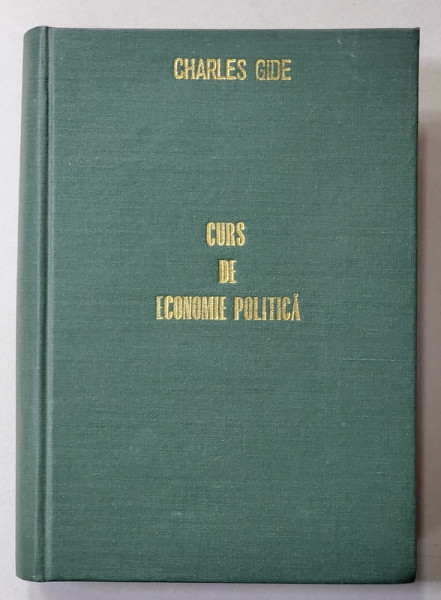 CHARLES GIDE
CURS
DE
ECONOMIE POLITICĂ